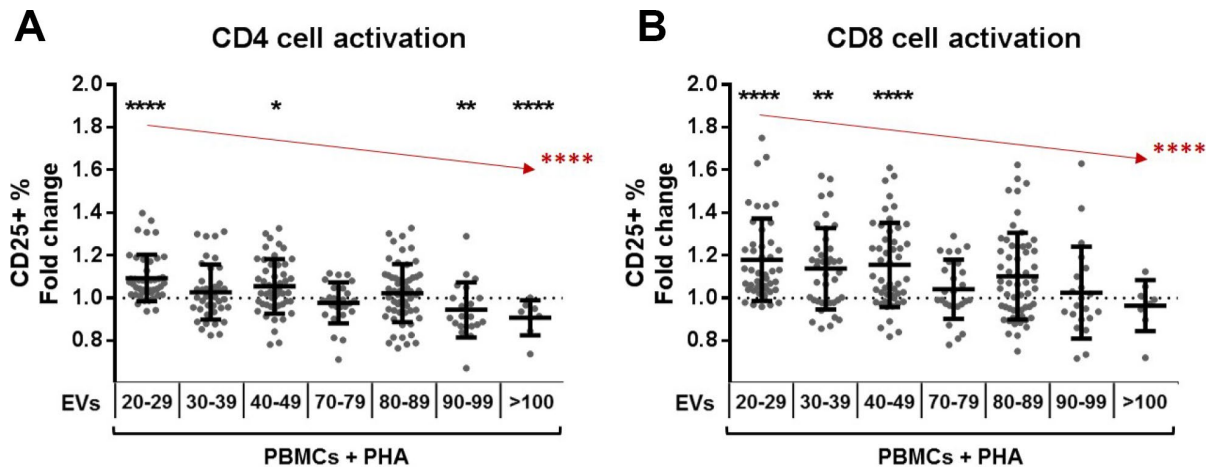 A
CD4 cell activation
CD25+ %
Fold change
2.0
1.8
1.6
1.4
1.2
1.0
0.8
**** * ** ****
****
EVs 20-29 30-39 40-49 70-79 80-89 90-99 >100
PBMCs + PHA
B
CD8 cell activation
CD25+ %
Fold change
2.0
1.8
1.6
1.4
1.2
1.0
0.8
**** ** ****
****
EVs 20-29 30-39 40-49 70-79 80-89 90-99 >100
PBMCs + PHA